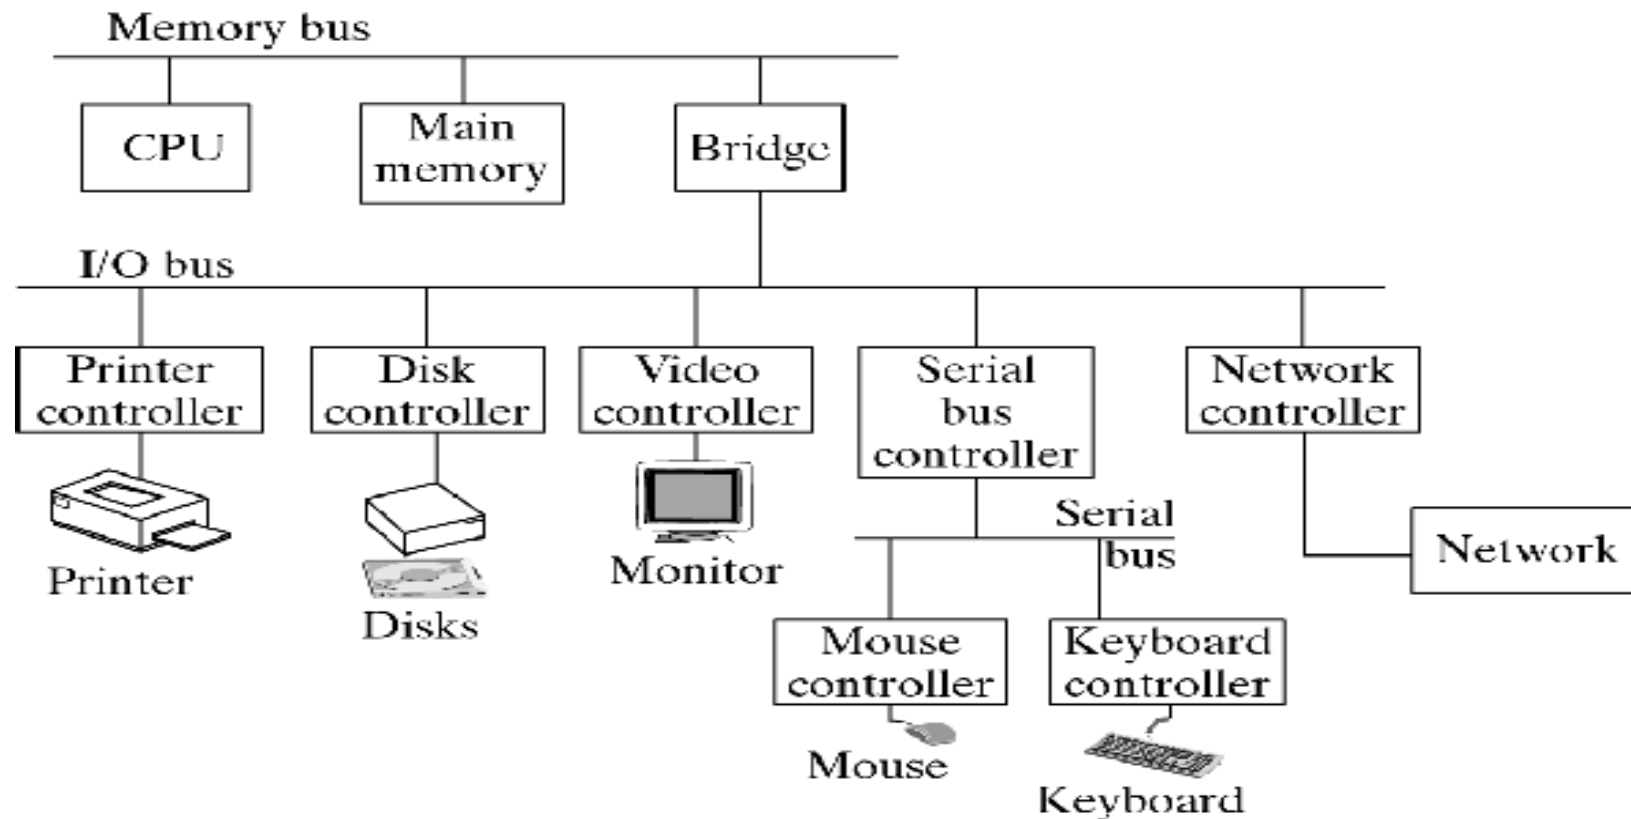 Memory bus
CPU
Main
memory
Bridge
I/O bus
Printer
controller
Disk
controller
Video
controller
Serial
bus
controller
Network
controller
Printer
Disks
Monitor
Serial
bus
Network
Mouse
controller
Keyboard
controller
Mouse
Keyboard